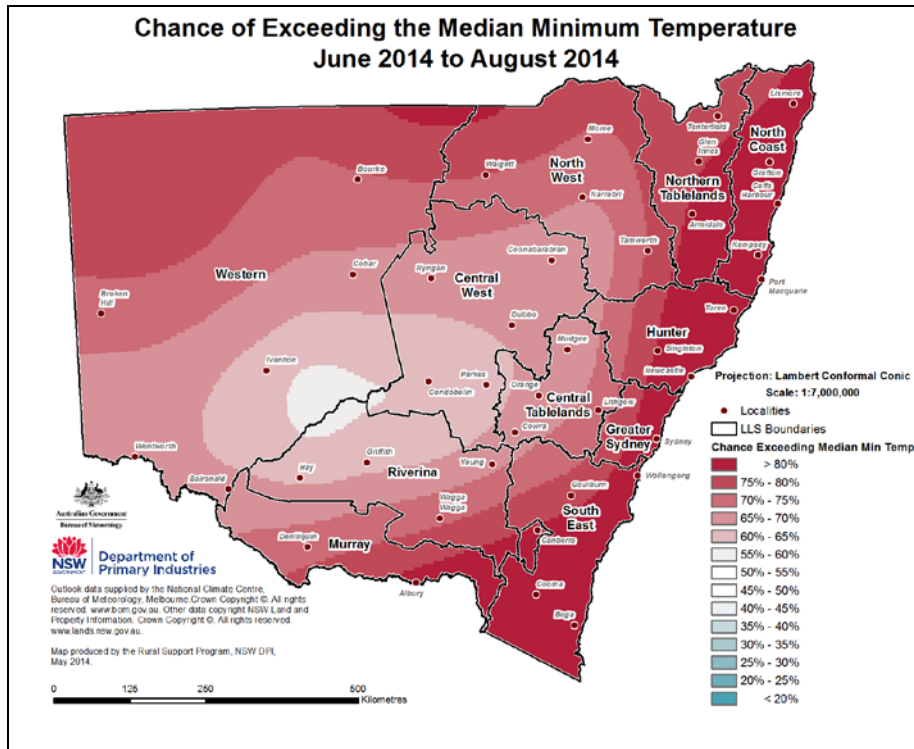 Chance of Exceeding the Median Minimum Temperature
June 2014 to August 2014
Lismore
Tenterfield
North
Coast
Moree
Glen
Innes
Grafton
Walgett
North
West
Bourke
Northern
Tablelands
Coffs
Harbour
Narrabri
Armidale
Tamworth
Kempsey
Coonabarabran
Western
Cobar
Nyngan
Central
West
Port
Macquarie
Broken
Hill
Taree
Dubbo
Hunter
Mudgee
Singleton
Ivanhoe
Newcastle
Parkes
Condobolin
Orange
Central
Tablelands
Lithgow
Cowra
Greater
Sydney
Sydney
Wentworth
Griffith
Young
Wollongong
Hay
Riverina
Balranald
Goulburn
South
East
Wagga
Wagga
Canberra
Deniliquin
Murray
Albury
Cooma
Bega
Projection: Lambert Conformal Conic
Scale: 1:7,000,000
Localities
LLS Boundaries
Chance Exceeding Median Min Temp
> 80%
75% - 80%
70% - 75%
65% - 70%
60% - 65%
55% - 60%
50% - 55%
45% - 50%
40% - 45%
35% - 40%
30% - 35%
25% - 30%
20% - 25%
< 20%
Australian Government
Bureau of Meteorology
NSW
GOVERNMENT
Department of
Primary Industries
Outlook data supplied by the National Climate Centre,
Bureau of Meteorology, Melbourne.Crown Copyright ©. All rights
reserved. www.bom.gov.au. Other data copyright NSW Land and
Property Information. Crown Copyright ©. All rights reserved.
www.lands.nsw.gov.au.
Map produced by the Rural Support Program, NSW DPI,
May 2014.
0 125 250 500
Kilometres